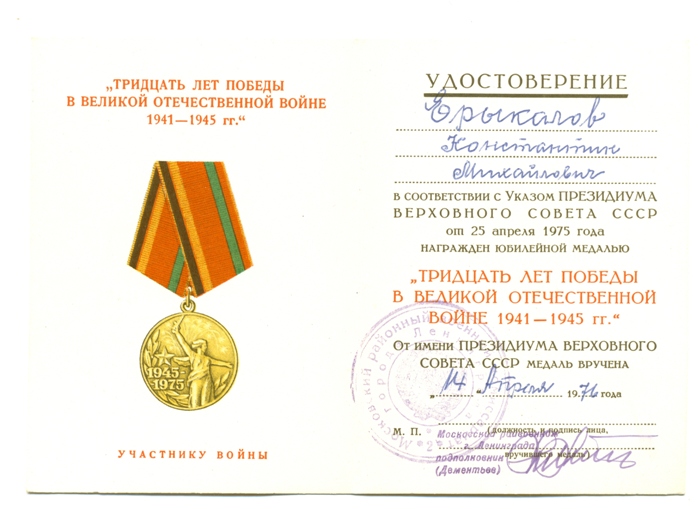 „ТРИДЦАТЬ ЛЕТ ПОБЕДЫ
В ВЕЛИКОЙ ОТЕЧЕСТВЕННОЙ ВОЙНЕ
1941—1945 гг.“
1945-
1975
УЧАСТНИКУ ВОЙНЫ
УДОСТОВЕРЕНИЕ
Ерыкалов
Константин
Михайлович
В СООТВЕТСТВИИ С УКАЗОМ ПРЕЗИДИУМА
ВЕРХОВНОГО СОВЕТА СССР
от 25 апреля 1975 года
НАГРАЖДЕН ЮБИЛЕЙНОЙ МЕДАЛЬЮ
„ТРИДЦАТЬ ЛЕТ ПОБЕДЫ
В ВЕЛИКОЙ ОТЕЧЕСТВЕННОЙ
ВОЙНЕ 1941—1945 гг.“
ОТ ИМЕНИ ПРЕЗИДИУМА ВЕРХОВНОГО
СОВЕТА СССР МЕДАЛЬ ВРУЧЕНА
„14“ Апреля 1976 года
М. П.
(должность и подпись лица,
вручившего медаль)
Московский районный
г. Ленинграда
подполковник
(Дементьев)